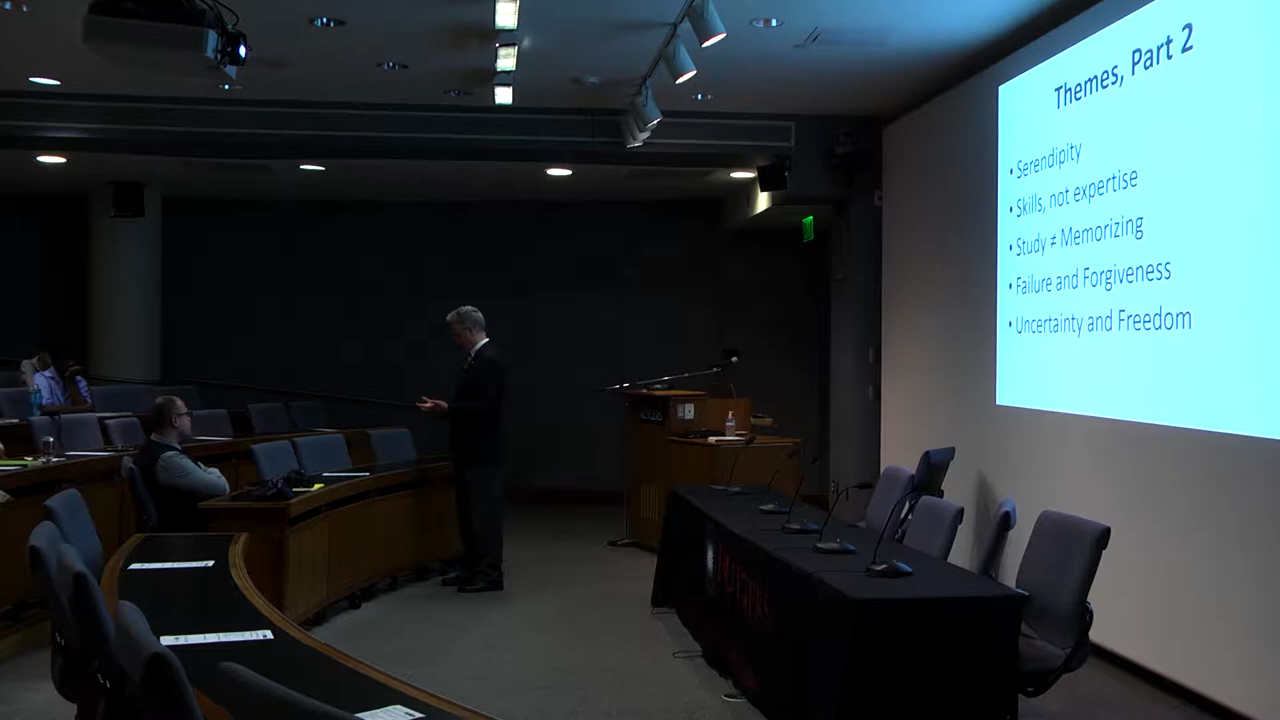 Themes, Part 2
• Serendipity
• Skills, not expertise
• Study ≠ Memorizing
• Failure and Forgiveness
• Uncertainty and Freedom